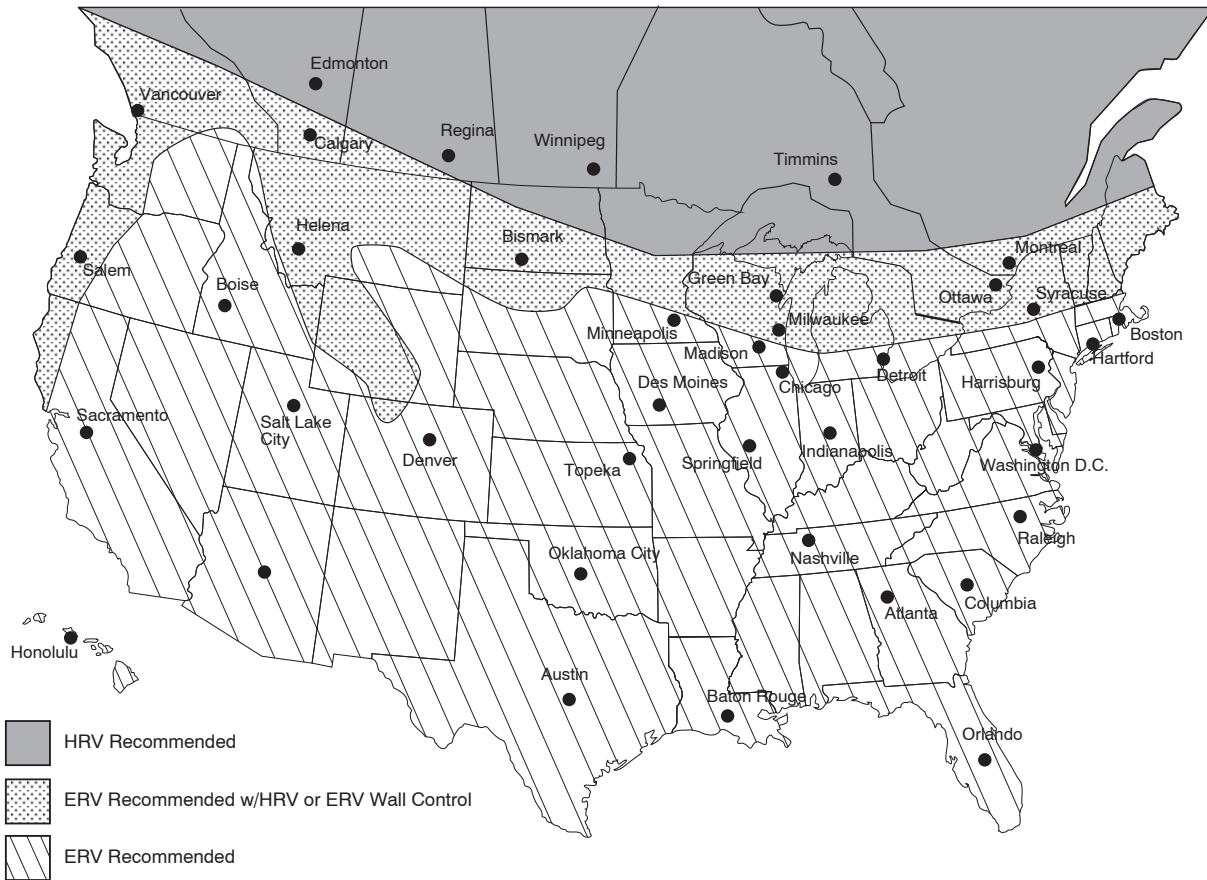 Edmonton
Vancouver
Calgary
Regina
Winnipeg
Timmins
Helena
Bismark
Montreal
Salem
Boise
Green Bay
Ottawa
Syracuse
Minneapolis
Milwaukee
Boston
Madison
Hartford
Des Moines
Chicago
Detroit
Harrisburg
Sacramento
Salt Lake
City
Denver
Topeka
Springfield
Indianapolis
Washington D.C.
Oklahoma City
Nashville
Raleigh
Atlanta
Columbia
Honolulu
Austin
Baton Rouge
Orlando
HRV Recommended
ERV Recommended w/HRV or ERV Wall Control
ERV Recommended